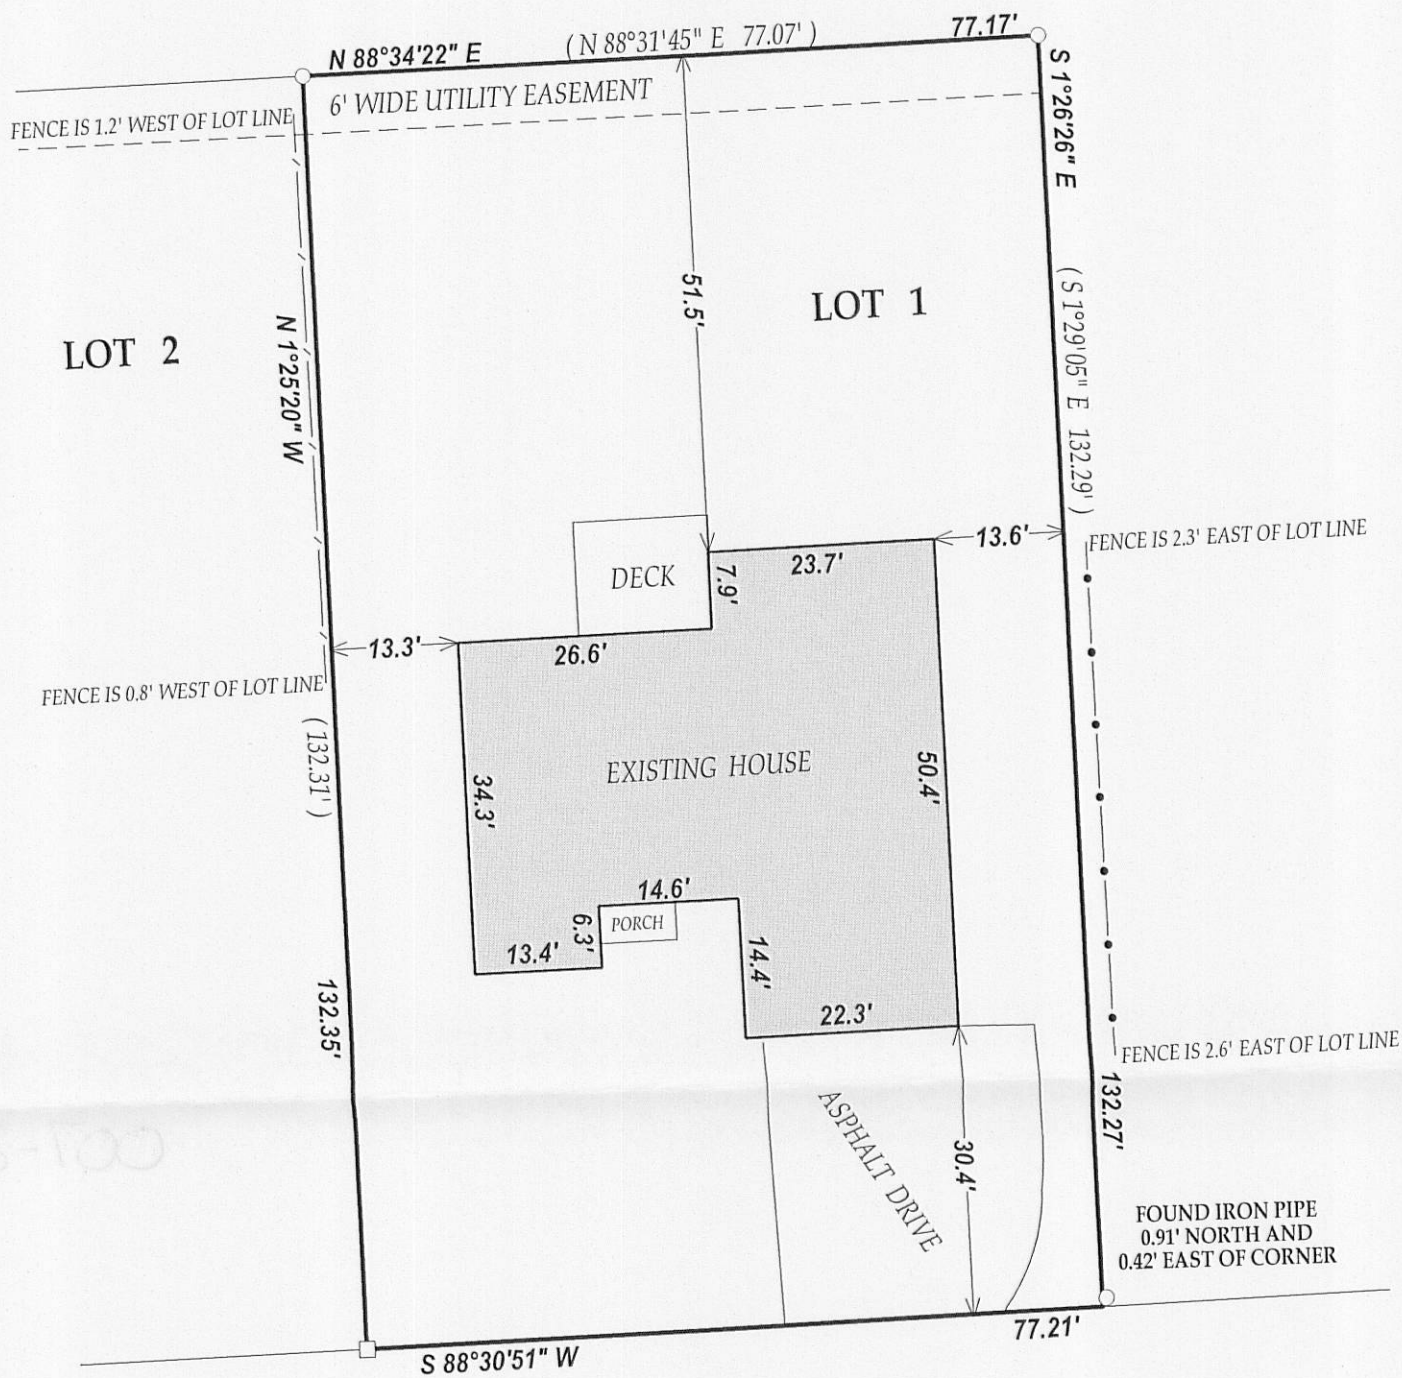 N 88°34'22" E
( N 88°31'45" E 77.07' )
77.17'
6' WIDE UTILITY EASEMENT
FENCE IS 1.2' WEST OF LOT LINE
S 1°26'26" E
51.5'
LOT 1
LOT 2
N 1°25'20" W
( S 1°29'05" E 132.29' )
13.6'
FENCE IS 2.3' EAST OF LOT LINE
23.7'
7.9'
DECK
13.3'
26.6'
FENCE IS 0.8' WEST OF LOT LINE
( 132.31' )
EXISTING HOUSE
34.3'
50.4'
14.6'
6.3'
PORCH
13.4'
14.4'
22.3'
132.35'
FENCE IS 2.6' EAST OF LOT LINE
132.27'
ASPHALT DRIVE
30.4'
FOUND IRON PIPE
0.91' NORTH AND
0.42' EAST OF CORNER
77.21'
S 88°30'51" W